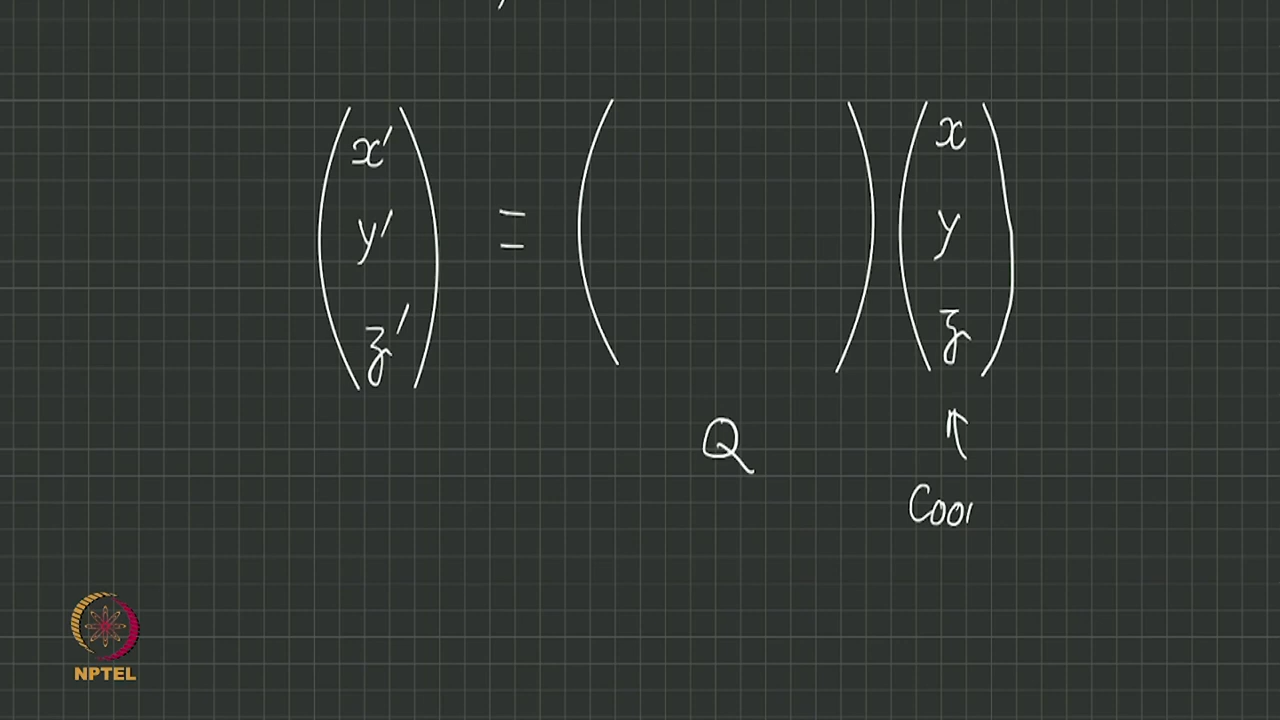 x′ = x
y′ y
z′ z
Q
Coor
NPTEL